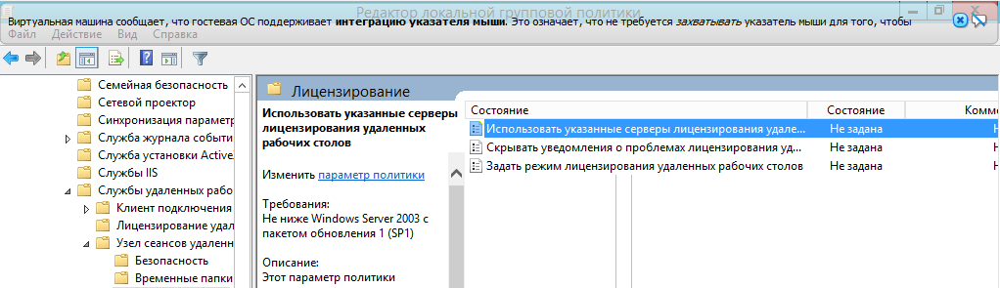 Редактор локальной групповой политики
Виртуальная машина сообщает, что гостевая ОС поддерживает интеграцию указателя мыши. Это означает, что не требуется захватывать указатель мыши для того, чтобы
Файл Действие Вид Справка
Семейная безопасность
Сетевой проектор
Синхронизация параметр
Служба журнала событи
Служба установки Active
Службы IIS
Службы удаленных рабо
Клиент подключения
Лицензирование удал
Узел сеансов удаленн
Безопасность
Временные папки
Лицензирование
Использовать указанные серверы
лицензирования удаленных
рабочих столов
Изменить параметр политики
Требования:
Не ниже Windows Server 2003 с
пакетом обновления 1 (SP1)
Описание:
Этот параметр политики
Состояние Состояние Комме
Использовать указанные серверы лицензирования удале... Не задана Н
Скрывать уведомления о проблемах лицензирования уд... Не задана Н
Задать режим лицензирования удаленных рабочих столов Не задана Н